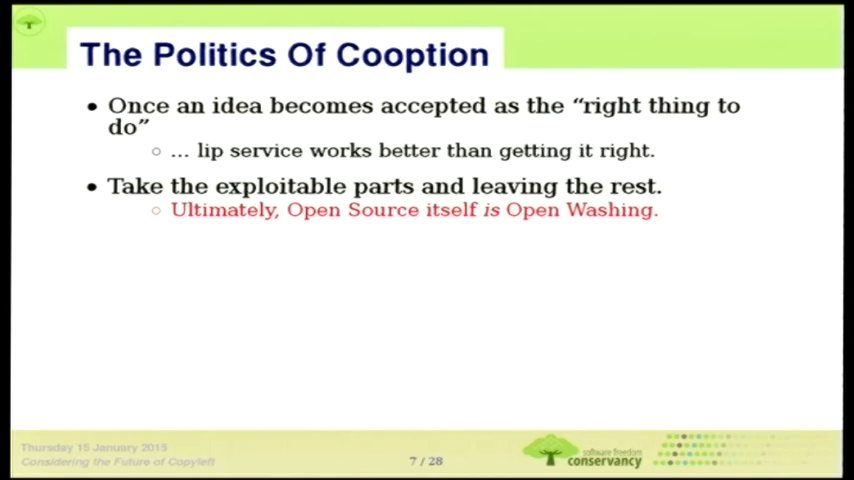 The Politics Of Cooption
• Once an idea becomes accepted as the “right thing to
do”
○ ... lip service works better than getting it right.
• Take the exploitable parts and leaving the rest.
○ Ultimately, Open Source itself is Open Washing.
Thursday 15 January 2015
Considering the Future of Copyleft
7 / 28
software freedom
conservancy